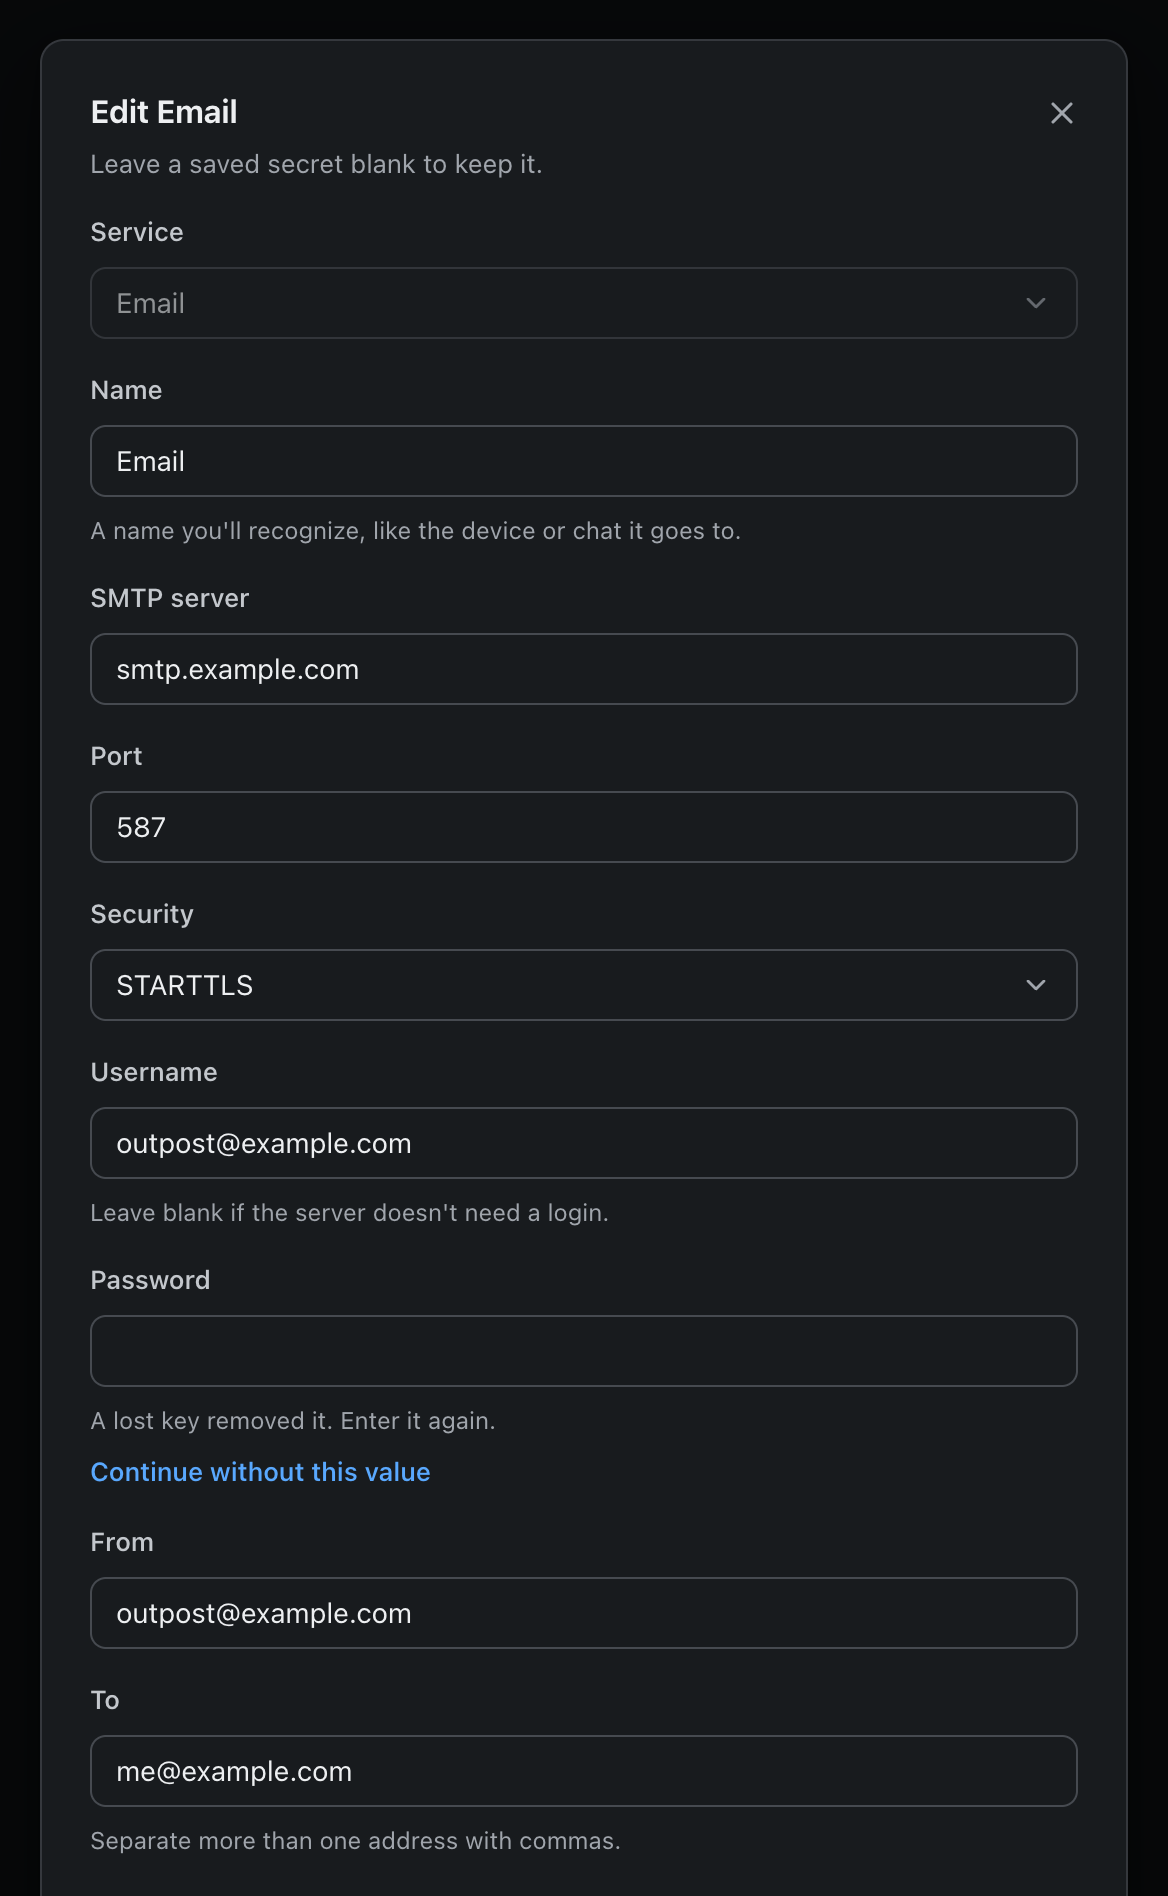 Edit Email
Leave a saved secret blank to keep it.
Service
Email
Name
Email
A name you'll recognize, like the device or chat it goes to.
SMTP server
smtp.example.com
Port
587
Security
STARTTLS
Username
outpost@example.com
Leave blank if the server doesn't need a login.
Password
A lost key removed it. Enter it again.
Continue without this value
From
outpost@example.com
To
me@example.com
Separate more than one address with commas.